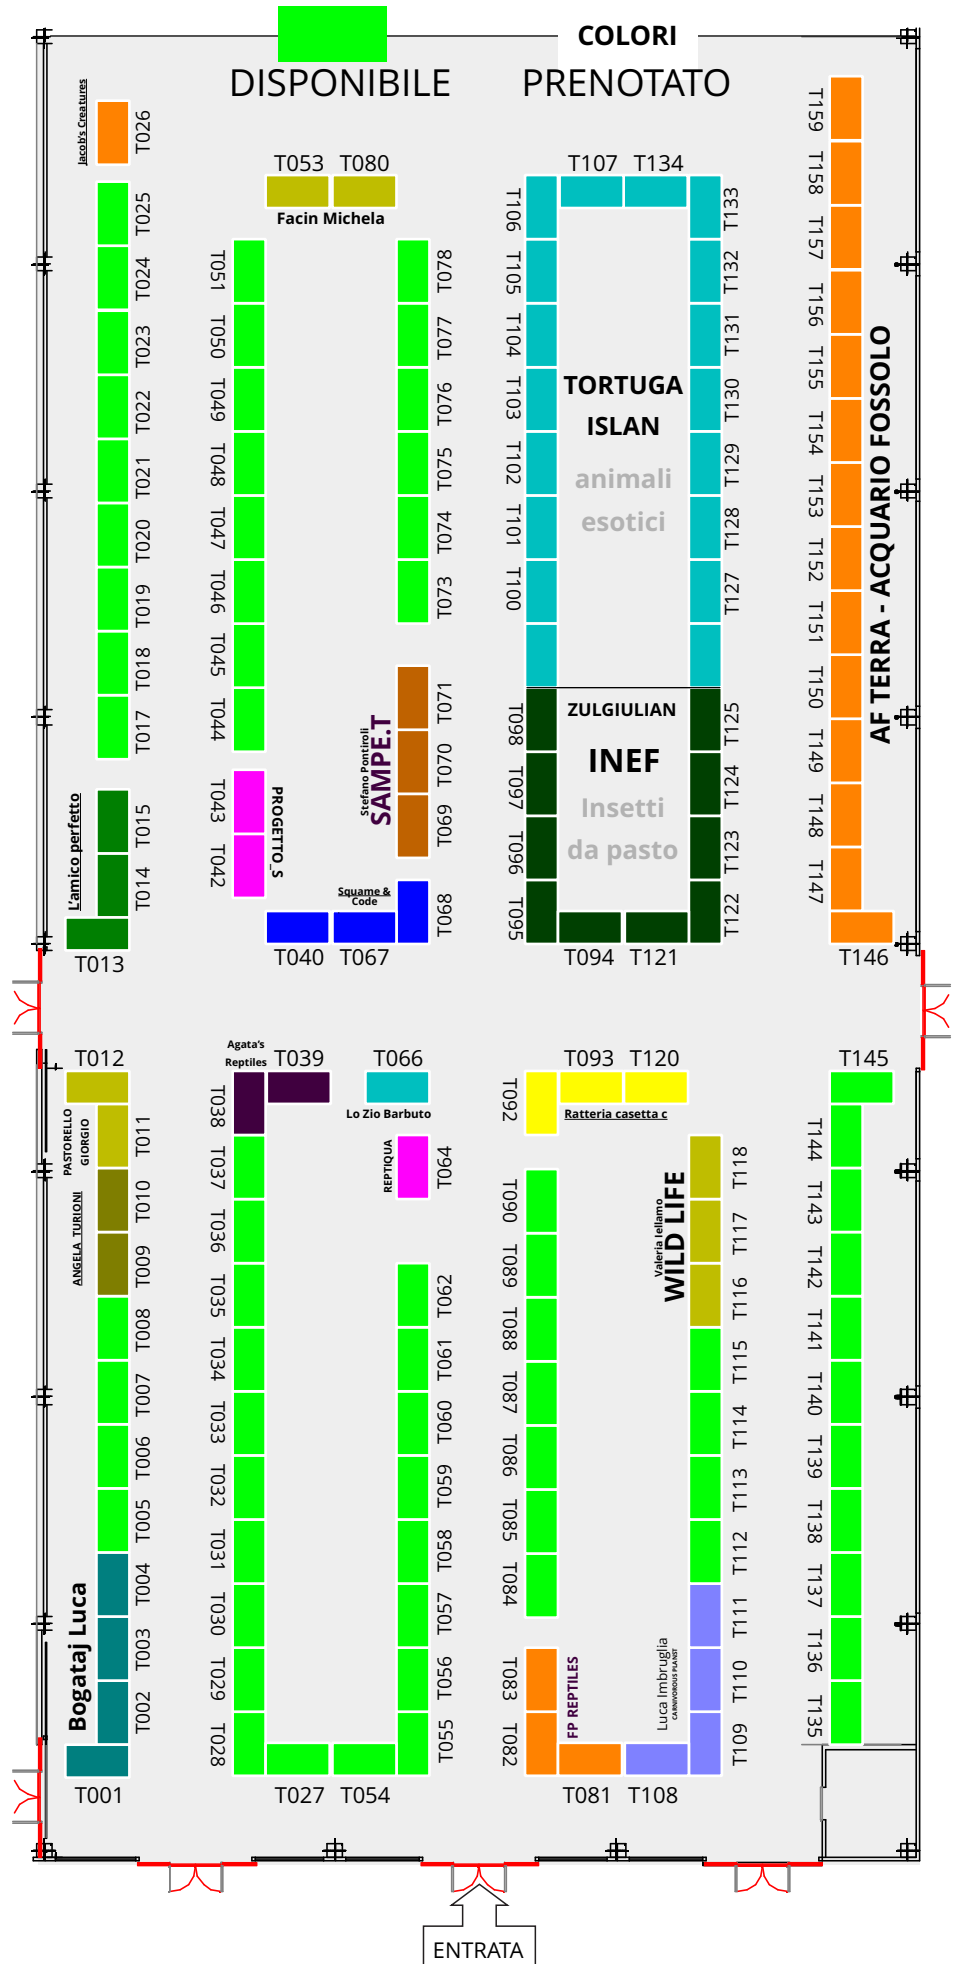 COLORI
DISPONIBILE
PRENOTATO
Jacob's Creatures
T026
T025
T024
T023
T022
T021
T020
T019
T018
T017
L'amico perfetto
T015
T014
T013
T053
T080
Facin Michela
T051
T050
T049
T048
T047
T046
T045
T044
T043
T042
PROGETTO_S
T078
T077
T076
T075
T074
T073
T071
T070
T069
Stefano Pontiroli
SAMPE.T
Squame &
Code
T068
T040
T067
T107
T134
T106
T105
T104
T103
T102
T101
T100
T133
T132
T131
T130
T129
T128
T127
TORTUGA
ISLAN
animali
esotici
ZULGIULIAN
INEF
Insetti
da pasto
T098
T097
T096
T095
T125
T124
T123
T122
T094
T121
T159
T158
T157
T156
T155
T154
T153
T152
T151
T150
T149
T148
T147
T146
AF TERRA - ACQUARIO FOSSOLO
T012
PASTORELLO
GIORGIO
T011
ANGELA TURIONI
T010
T009
T008
T007
T006
T005
T004
T003
T002
Bogataj Luca
T001
Agata's
Reptiles
T039
T038
T037
T036
T035
T034
T033
T032
T031
T030
T029
T028
T027
T054
T066
Lo Zio Barbuto
REPTIQUA
T064
T062
T061
T060
T059
T058
T057
T056
T055
T093
T120
T092
Ratteria casetta c
T090
T089
T088
T087
T086
T085
T084
T083
T082
FP REPTILES
T081
T108
T118
T117
T116
Valeria Iellamo
WILD LIFE
T115
T114
T113
T112
T111
T110
T109
Luca Imbruglia
CARNIVOROUS PLANST
T145
T144
T143
T142
T141
T140
T139
T138
T137
T136
T135
ENTRATA